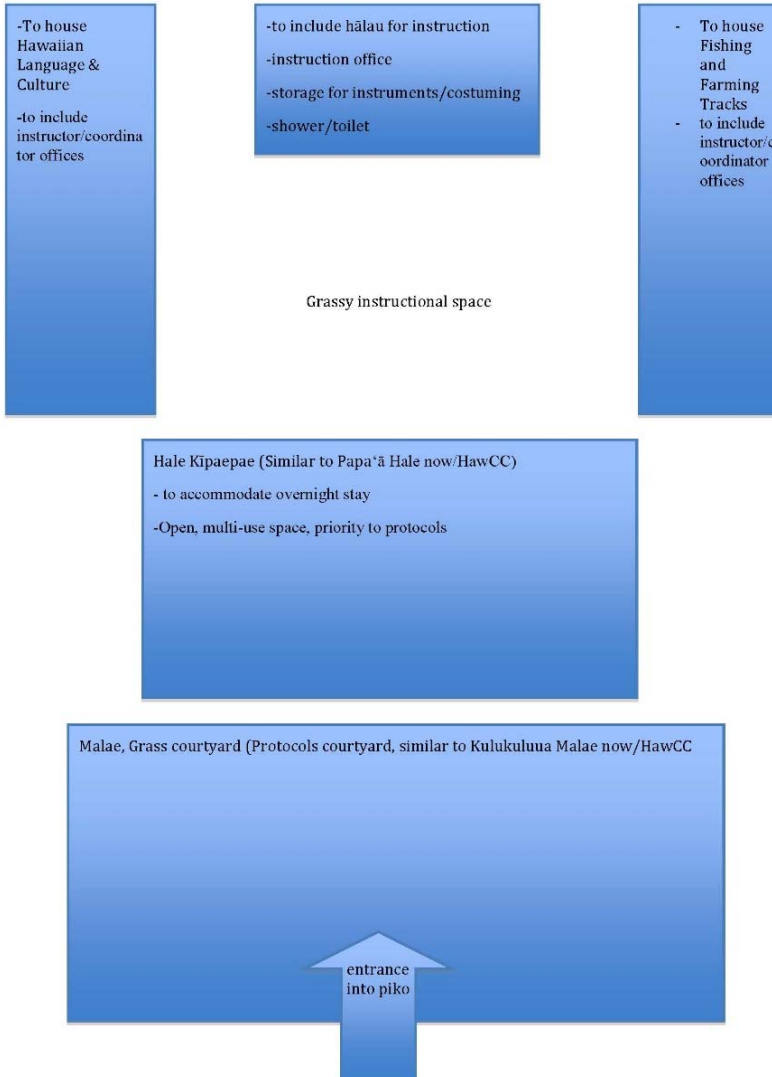 -To house
Hawaiian
Language &
Culture
-to include
instructor/coordina
tor offices
-to include hālau for instruction
-instruction office
-storage for instruments/costuming
-shower/toilet
- To house
Fishing
and
Farming
Tracks
- to include
instructor/c
oordinator
offices
Grassy instructional space
Hale Kīpaepae (Similar to Papaʻā Hale now/HawCC)
- to accommodate overnight stay
-Open, multi-use space, priority to protocols
Malae, Grass courtyard (Protocols courtyard, similar to Kulukuluua Malae now/HawCC
entrance
into piko